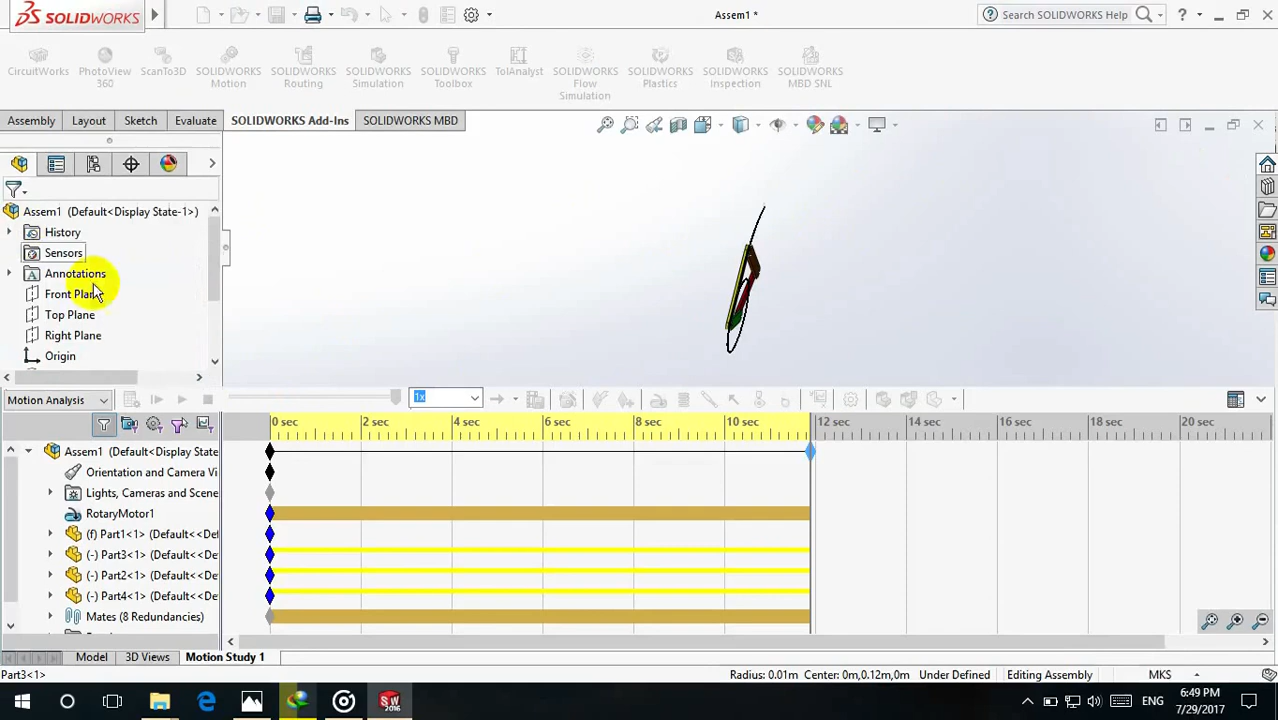 SOLIDWORKS
Assem1 *
Search SOLIDWORKS Help
CircuitWorks
PhotoView 360
ScanTo3D
SOLIDWORKS Motion
SOLIDWORKS Routing
SOLIDWORKS Simulation
SOLIDWORKS Toolbox
TolAnalyst
SOLIDWORKS Flow Simulation
SOLIDWORKS Plastics
SOLIDWORKS Inspection
SOLIDWORKS MBD SNL
Assembly Layout Sketch Evaluate SOLIDWORKS Add-Ins SOLIDWORKS MBD
Assem1 (Default<Display State-1>)
History
Sensors
Annotations
Front Plane
Top Plane
Right Plane
Origin
Motion Analysis
1x
0 sec 2 sec 4 sec 6 sec 8 sec 10 sec 12 sec 14 sec 16 sec 18 sec 20 sec
Assem1 (Default<Display State
Orientation and Camera Vi
Lights, Cameras and Scene
RotaryMotor1
(f) Part1<1> (Default<<De
(-) Part3<1> (Default<<De
(-) Part2<1> (Default<<De
(-) Part4<1> (Default<<De
Mates (8 Redundancies)
Model 3D Views Motion Study 1
Part3<1> Radius: 0.01m Center: 0m,0.12m,0m Under Defined Editing Assembly MKS
SW 2016
ENG
6:49 PM
7/29/2017